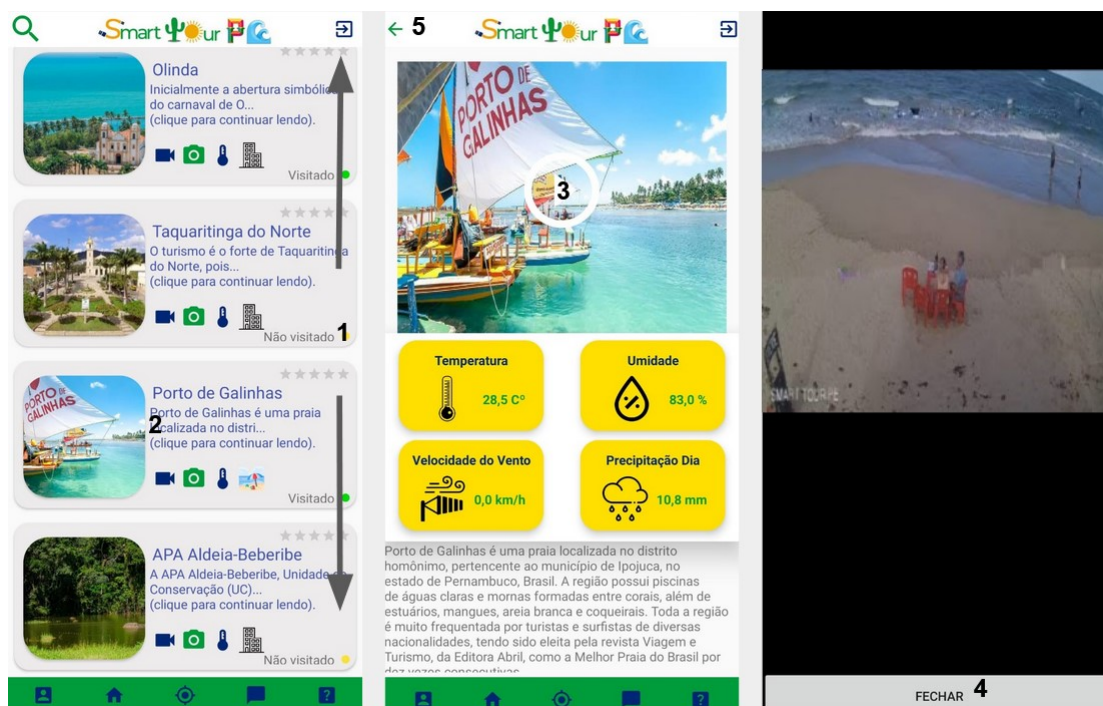 Smart Tour PE
Olinda
Inicialmente a abertura simbólica
do carnaval de O...
(clique para continuar lendo).
Visitado
Taquaritinga do Norte
O turismo é o forte de Taquaritinga
do Norte, pois...
(clique para continuar lendo).
1
Não visitado
PORTO DE
GALINHAS
Porto de Galinhas
Porto de Galinhas é uma praia
localizada no distri...
2
(clique para continuar lendo).
Visitado
APA Aldeia-Beberibe
A APA Aldeia-Beberibe, Unidade de
Conservação (UC)...
(clique para continuar lendo).
Não visitado
?
5
Smart Tour PE
PORTO DE
GALINHAS
3
Temperatura
28,5 Cº
Umidade
%
83,0 %
Velocidade do Vento
0,0 km/h
Precipitação Dia
10,8 mm
Porto de Galinhas é uma praia localizada no distrito
homônimo, pertencente ao município de Ipojuca, no
estado de Pernambuco, Brasil. A região possui piscinas
de águas claras e mornas formadas entre corais, além de
estuários, mangues, areia branca e coqueirais. Toda a região
é muito frequentada por turistas e surfistas de diversas
nacionalidades, tendo sido eleita pela revista Viagem e
Turismo, da Editora Abril, como a Melhor Praia do Brasil por
dez vezes consecutivas
?
SMART TOUR PE
FECHAR 4